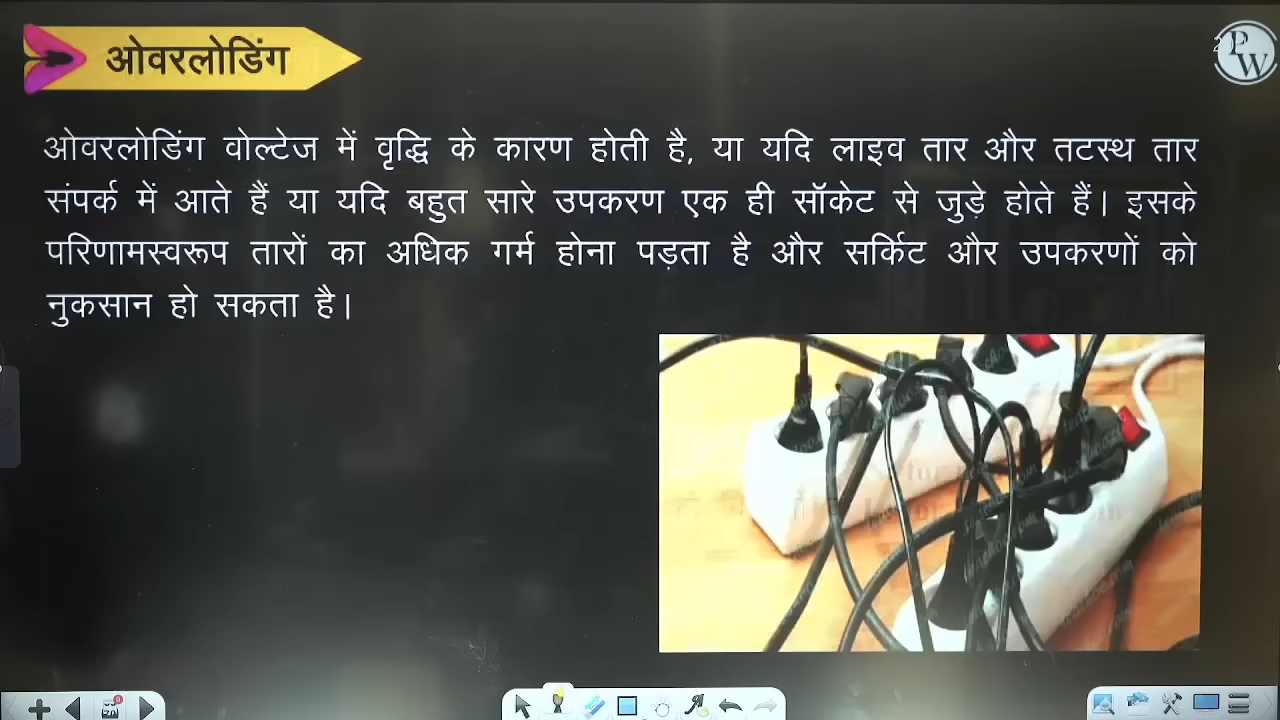 ओवरलोडिंग
PW
ओवरलोडिंग वोल्टेज में वृद्धि के कारण होती है, या यदि लाइव तार और तटस्थ तार
संपर्क में आते हैं या यदि बहुत सारे उपकरण एक ही सॉकेट से जुड़े होते हैं। इसके
परिणामस्वरूप तारों का अधिक गर्म होना पड़ता है और सर्किट और उपकरणों को
नुकसान हो सकता है।